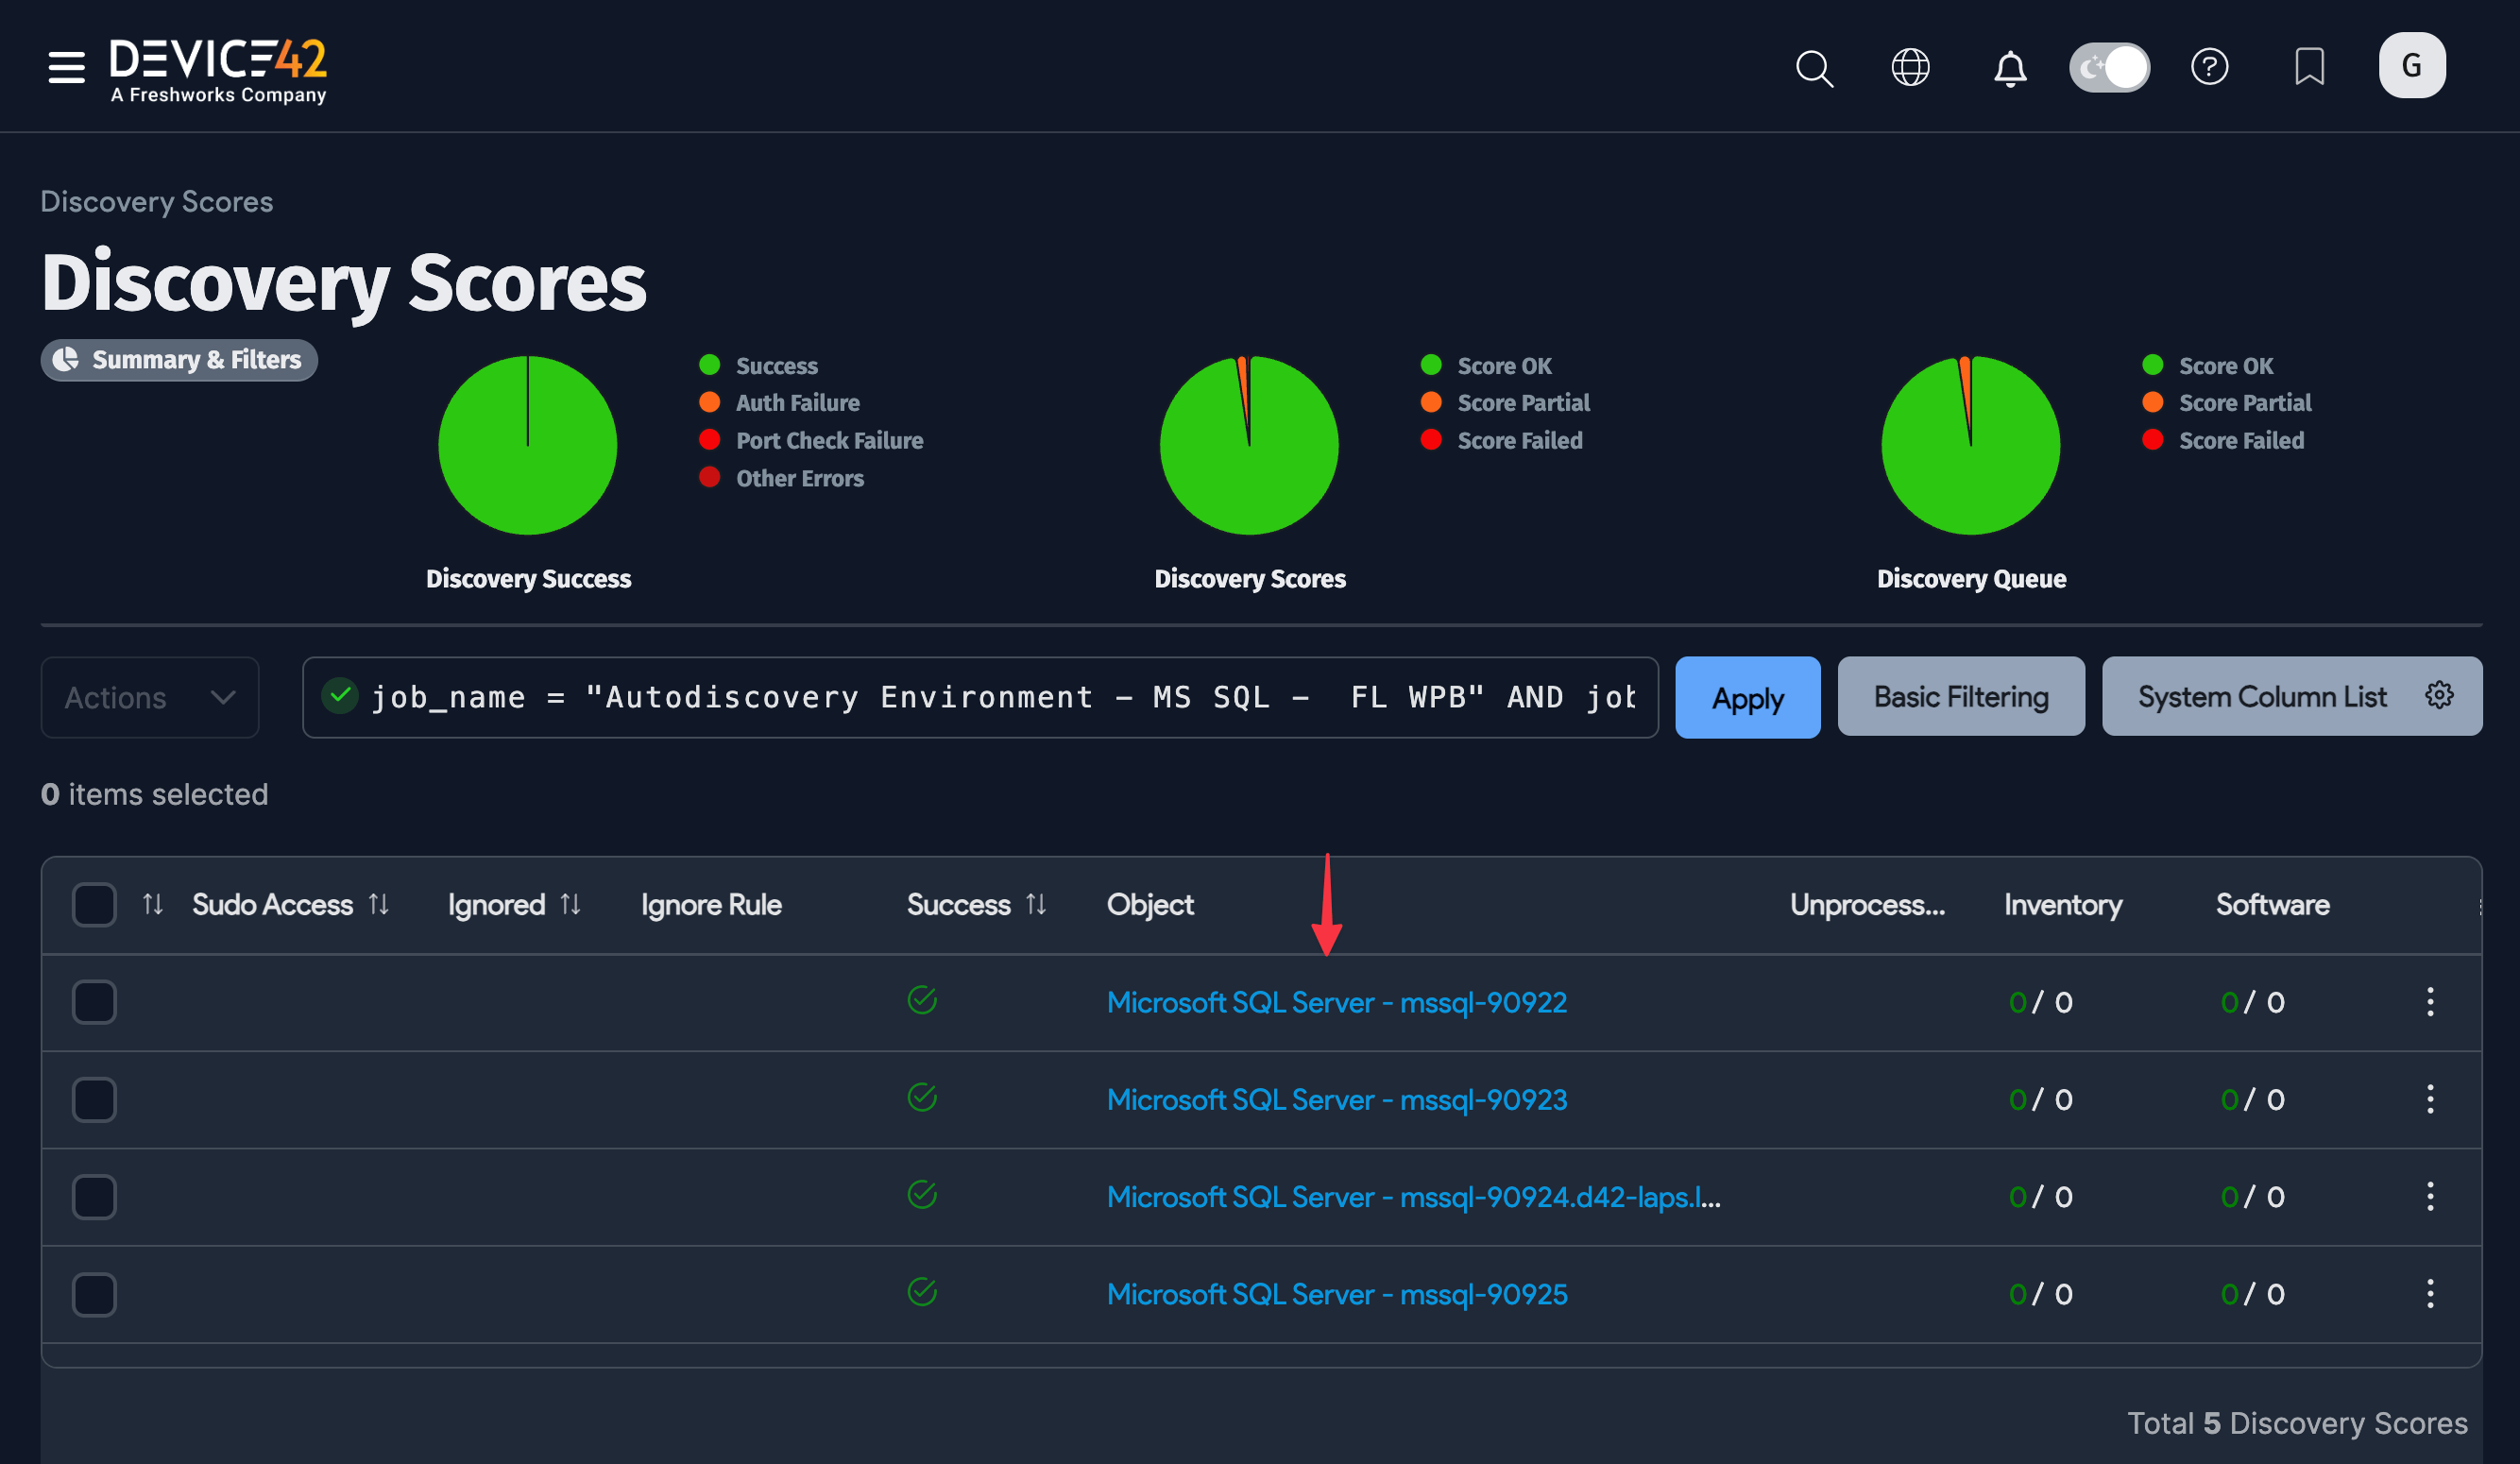 DEVICE42
A Freshworks Company
G
Discovery Scores
Discovery Scores
Summary & Filters
Success
Auth Failure
Port Check Failure
Other Errors
Discovery Success
Score OK
Score Partial
Score Failed
Discovery Scores
Score OK
Score Partial
Score Failed
Discovery Queue
Actions
job_name = "Autodiscovery Environment – MS SQL –  FL WPB" AND job
Apply
Basic Filtering
System Column List
0 items selected
Sudo Access Ignored Ignore Rule Success Object Unprocess... Inventory Software
Microsoft SQL Server - mssql-90922 0 / 0 0 / 0
Microsoft SQL Server - mssql-90923 0 / 0 0 / 0
Microsoft SQL Server - mssql-90924.d42-laps.l... 0 / 0 0 / 0
Microsoft SQL Server - mssql-90925 0 / 0 0 / 0
Total 5 Discovery Scores